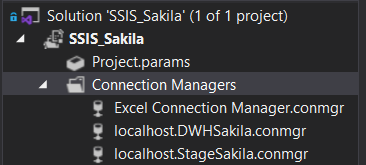 Solution 'SSIS_Sakila' (1 of 1 project)
SSIS_Sakila
Project.params
Connection Managers
Excel Connection Manager.conmgr
localhost.DWHSakila.conmgr
localhost.StageSakila.conmgr